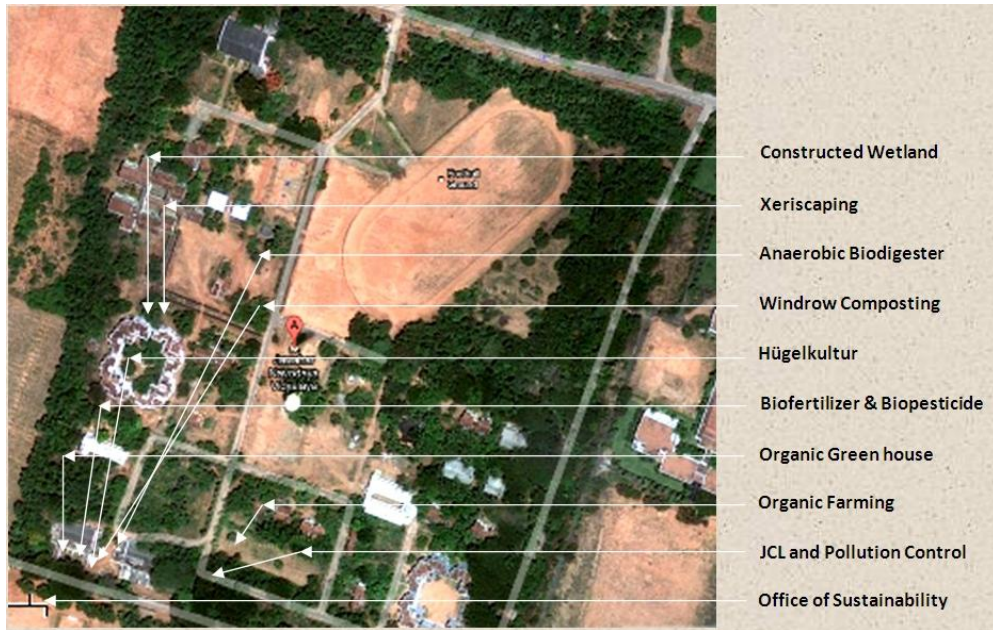 Constructed Wetland
Xeriscaping
Anaerobic Biodigester
Windrow Composting
Hügelkultur
Biofertilizer & Biopesticide
Organic Green house
Organic Farming
JCL and Pollution Control
Office of Sustainability
A